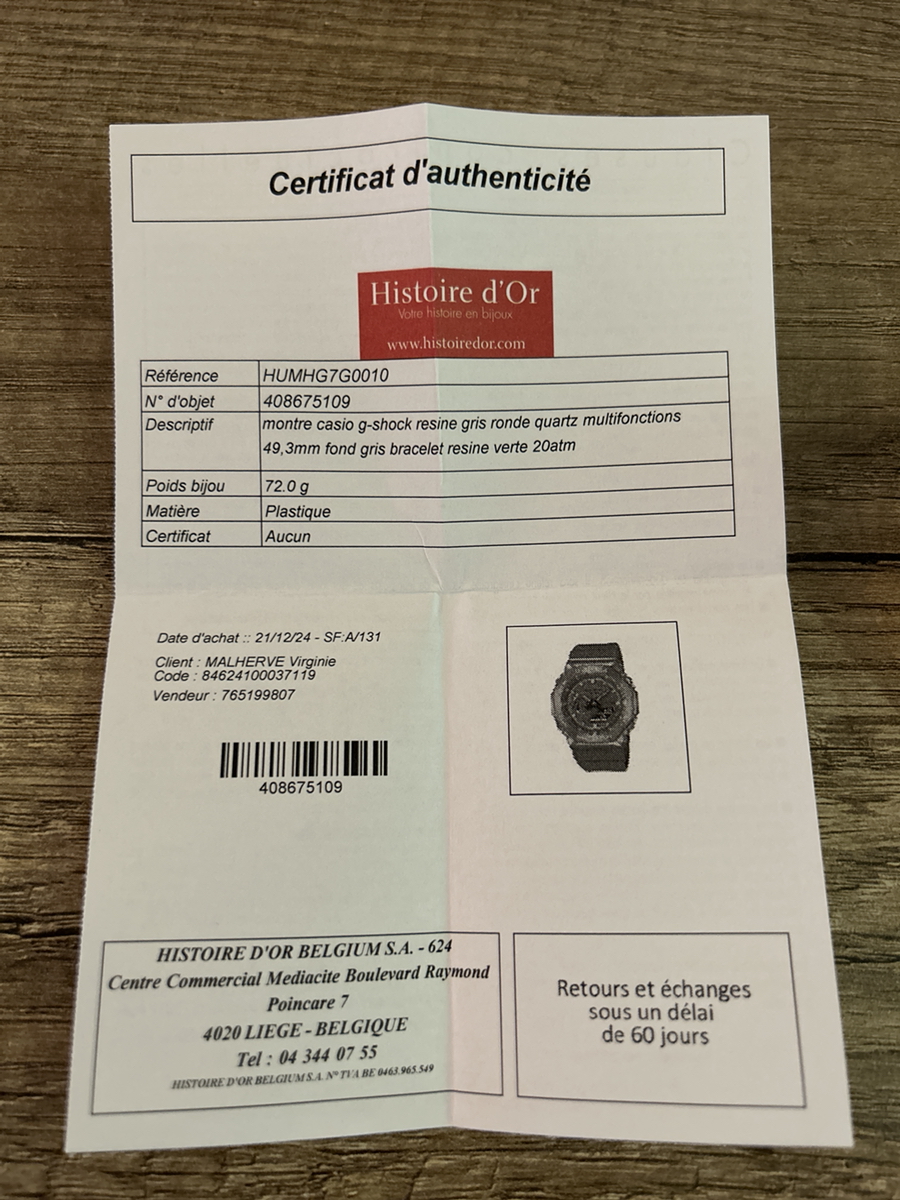 Certificat d'authenticité
Histoire d'Or
Votre histoire en bijoux
www.histoiredor.com
Référence HUMHG7G0010
N° d'objet 408675109
Descriptif montre casio g-shock resine gris ronde quartz multifonctions
49,3mm fond gris bracelet resine verte 20atm
Poids bijou 72.0 g
Matière Plastique
Certificat Aucun
Date d'achat :: 21/12/24 - SF:A/131
Client : MALHERVE Virginie
Code : 84624100037119
Vendeur : 765199807
408675109
HISTOIRE D'OR BELGIUM S.A. - 624
Centre Commercial Mediacite Boulevard Raymond
Poincare 7
4020 LIEGE - BELGIQUE
Tel : 04 344 07 55
HISTOIRE D'OR BELGIUM S.A. N° TVA BE 0463.965.549
Retours et échanges
sous un délai
de 60 jours